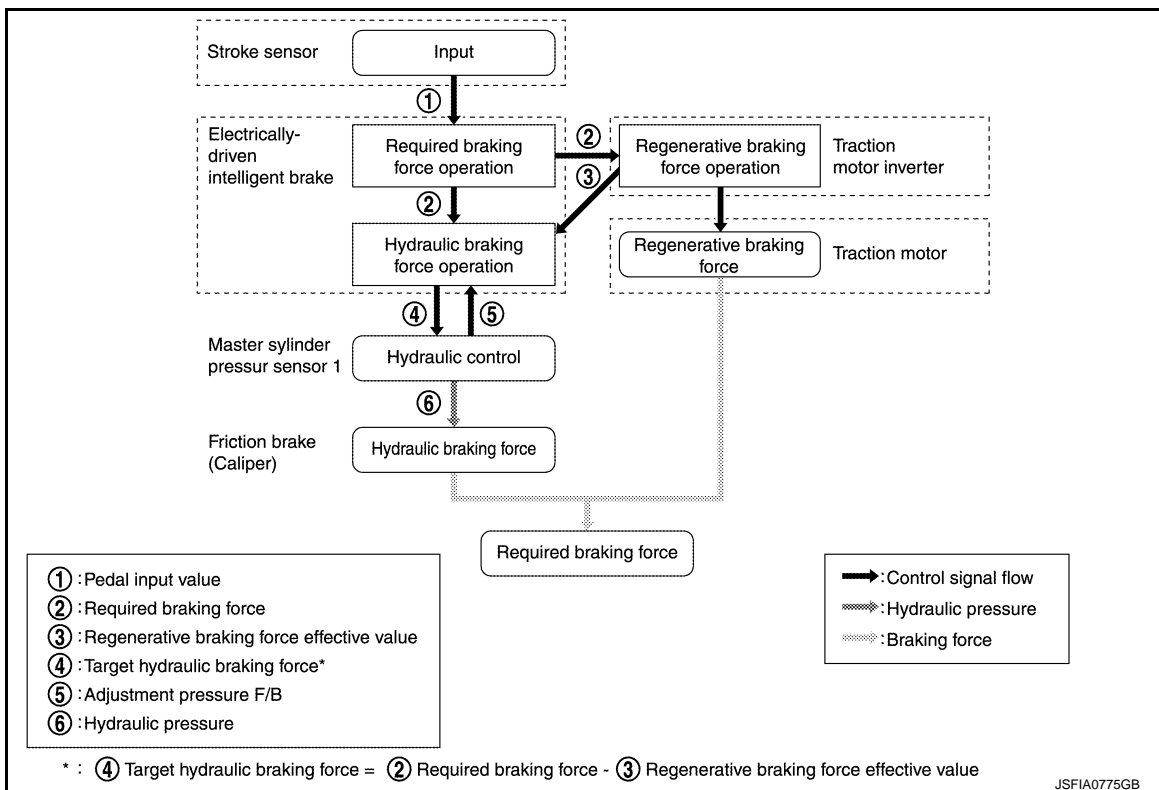 Stroke sensor
Input
①
Electrically-
driven
intelligent brake
Required braking
force operation
②
③
Regenerative braking
force operation
Traction
motor inverter
②
Hydraulic braking
force operation
Regenerative braking
force
Traction motor
④
⑤
Master sylinder
pressur sensor 1
Hydraulic control
⑥
Friction brake
(Caliper)
Hydraulic braking force
Required braking force
① : Pedal input value
② : Required braking force
③ : Regenerative braking force effective value
④ : Target hydraulic braking force*
⑤ : Adjustment pressure F/B
⑥ : Hydraulic pressure
:Control signal flow
:Hydraulic pressure
:Braking force
* : ④ Target hydraulic braking force = ② Required braking force - ③ Regenerative braking force effective value
JSFIA0775GB